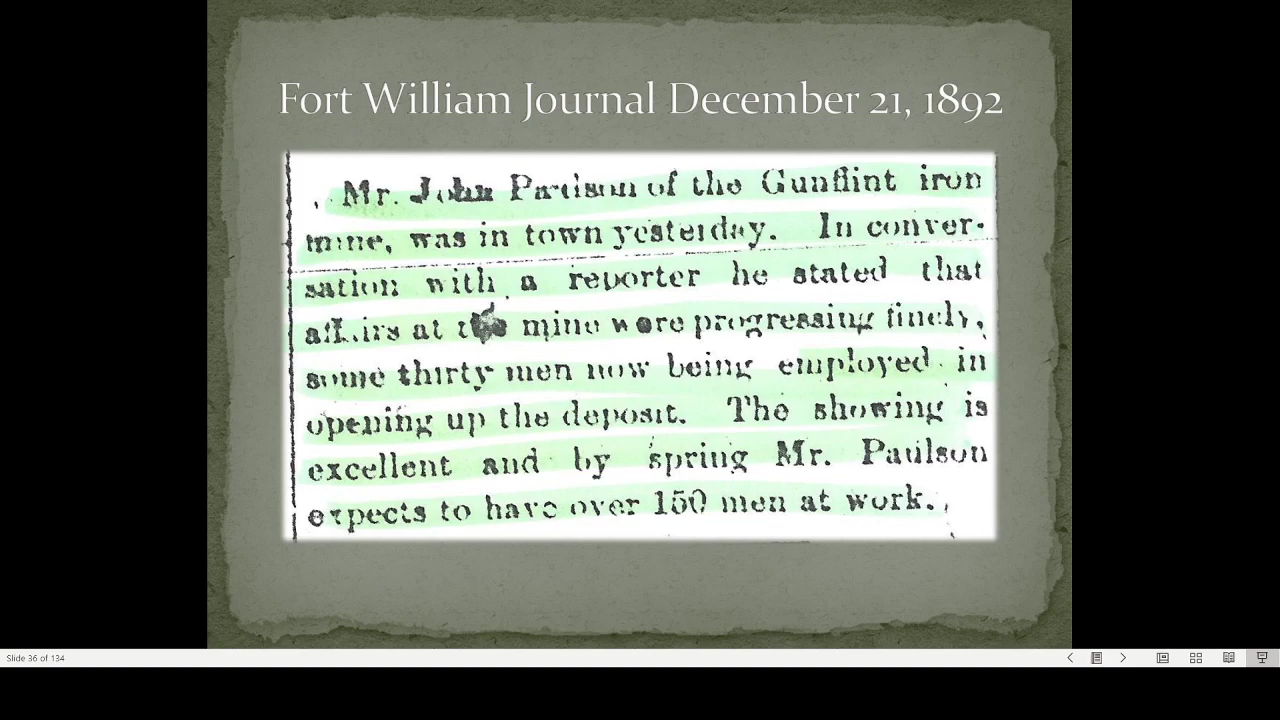 Fort William Journal December 21, 1892
Mr. John Paulson of the Gunflint iron
mine, was in town yesterday. In conver-
sation with a reporter he stated that
affairs at the mine were progressing finely,
some thirty men now being employed in
opening up the deposit. The showing is
excellent and by spring Mr. Paulson
expects to have over 150 men at work.
Slide 36 of 134